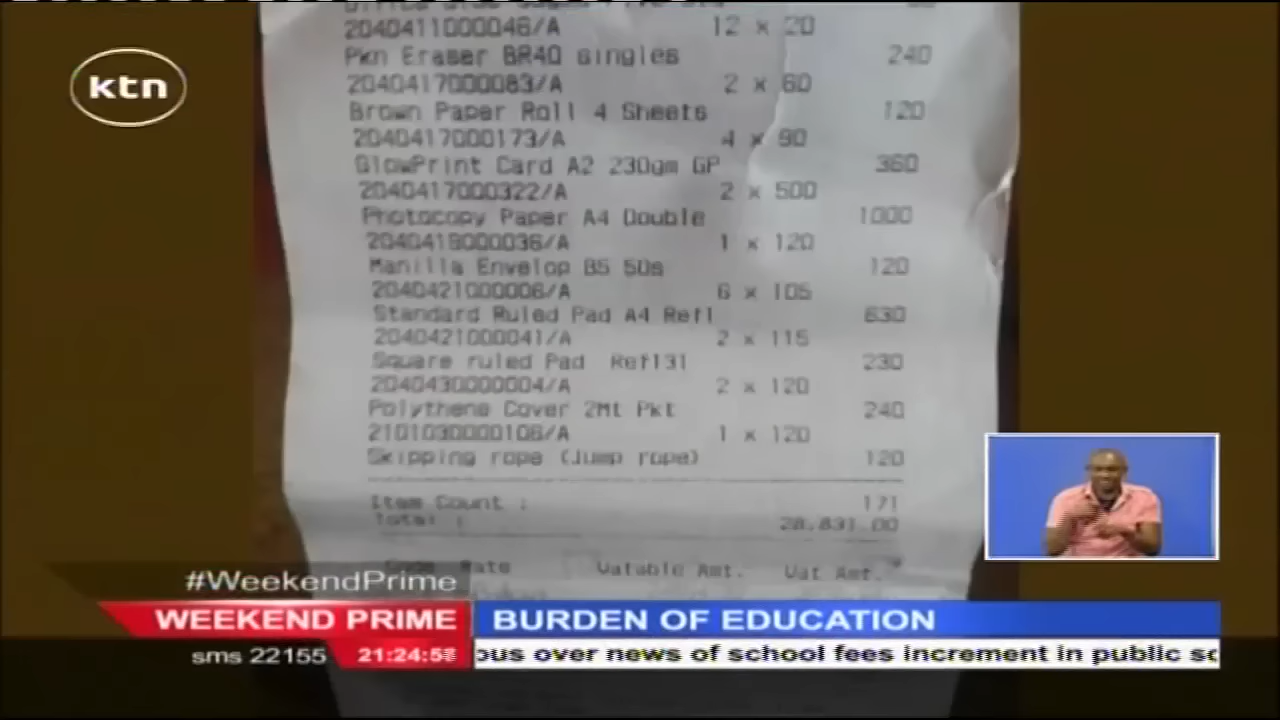 ktn
2040411000046/A 12 x 20
Pkn Eraser BR40 singles 240
2040417000083/A 2 x 60
Brown Paper Roll 4 Sheets 120
2040417000173/A 4 x 90
GlowPrint Card A2 230gm GP 360
2040417000322/A 2 x 500
Photocopy Paper A4 Double 1000
2040418000036/A 1 x 120
Manilla Envelop B5 50s 120
2040421000006/A 6 x 105
Standard Ruled Pad A4 Refl 630
2040421000041/A 2 x 115
Square ruled Pad Ref131 230
2040430000004/A 2 x 120
Polythene Cover 2Mt Pkt 240
2101030000106/A 1 x 120
Skipping rope (Jump rope) 120
Item Count : 171
Total : 28,831.00
Code Rate Vatable Amt. Vat Amt.
#WeekendPrime
WEEKEND PRIME BURDEN OF EDUCATION
sms 22155 21:24:5 ous over news of school fees increment in public sc